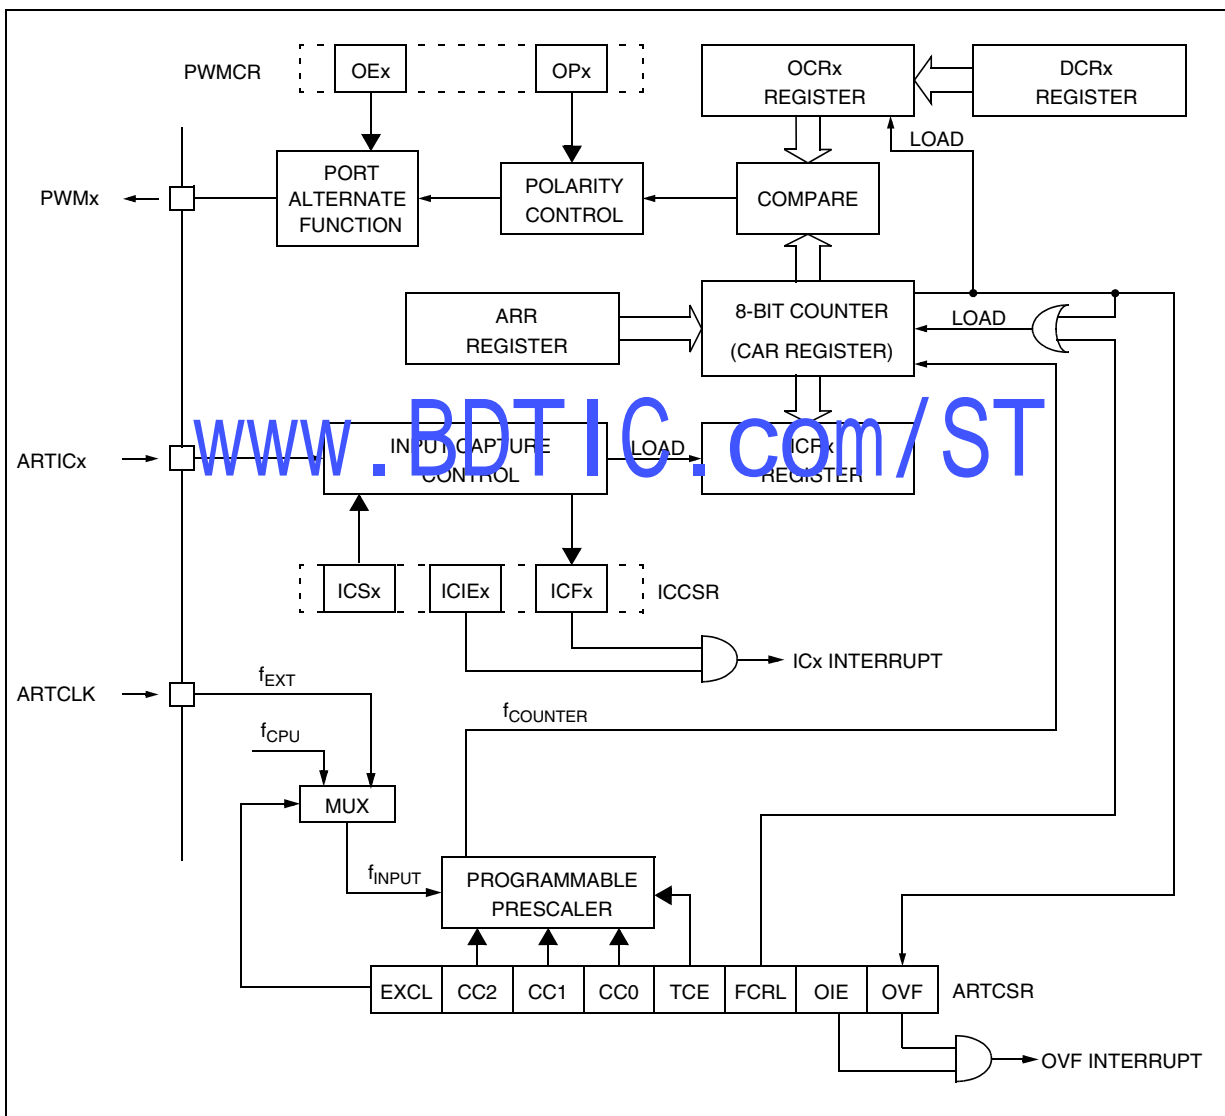 PWMCR
OEx
OPx
OCRx
REGISTER
DCRx
REGISTER
LOAD
PWMx
PORT
ALTERNATE
FUNCTION
POLARITY
CONTROL
COMPARE
ARR
REGISTER
8-BIT COUNTER
(CAR REGISTER)
LOAD
www.BDTIC.com/ST
ARTICx
INPUT CAPTURE
CONTROL
LOAD
ICRx
REGISTER
ICSx
ICIEx
ICFx
ICCSR
ICx INTERRUPT
ARTCLK
fEXT
fCPU
fCOUNTER
MUX
fINPUT
PROGRAMMABLE
PRESCALER
EXCL
CC2
CC1
CC0
TCE
FCRL
OIE
OVF
ARTCSR
OVF INTERRUPT